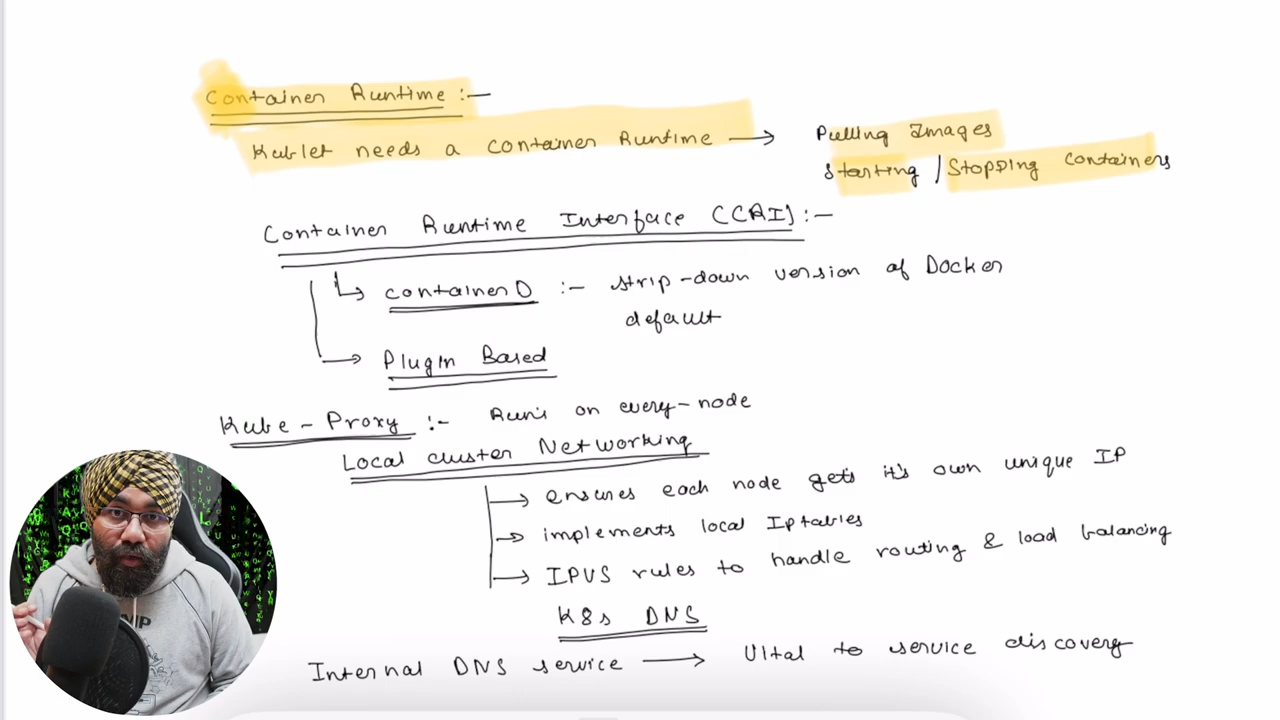 Container Runtime :-
Kublet needs a container Runtime → Pulling Images
Starting / Stopping Containers
Container Runtime Interface (CRI) :-
↳ containerD :- strip-down version of Docker
default
→ Plugin Based
Kube-Proxy :- Runs on every-node
Local cluster Networking
→ ensures each node gets it's own unique IP
→ implements local Iptables
→ IPVS rules to handle routing & load balancing
K8s DNS
Internal DNS service → Vital to service discovery